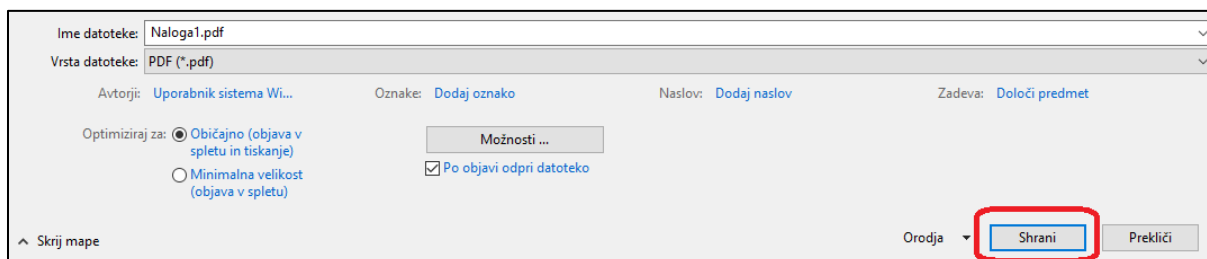 Ime datoteke: Naloga1.pdf
Vrsta datoteke: PDF (*.pdf)
Avtorji: Uporabnik sistema Wi... Oznake: Dodaj oznako Naslov: Dodaj naslov Zadeva: Določi predmet
Optimiziraj za: Običajno (objava v
spletu in tiskanje)
Minimalna velikost
(objava v spletu)
Možnosti ...
Po objavi odpri datoteko
Skrij mape
Orodja Shrani Prekliči